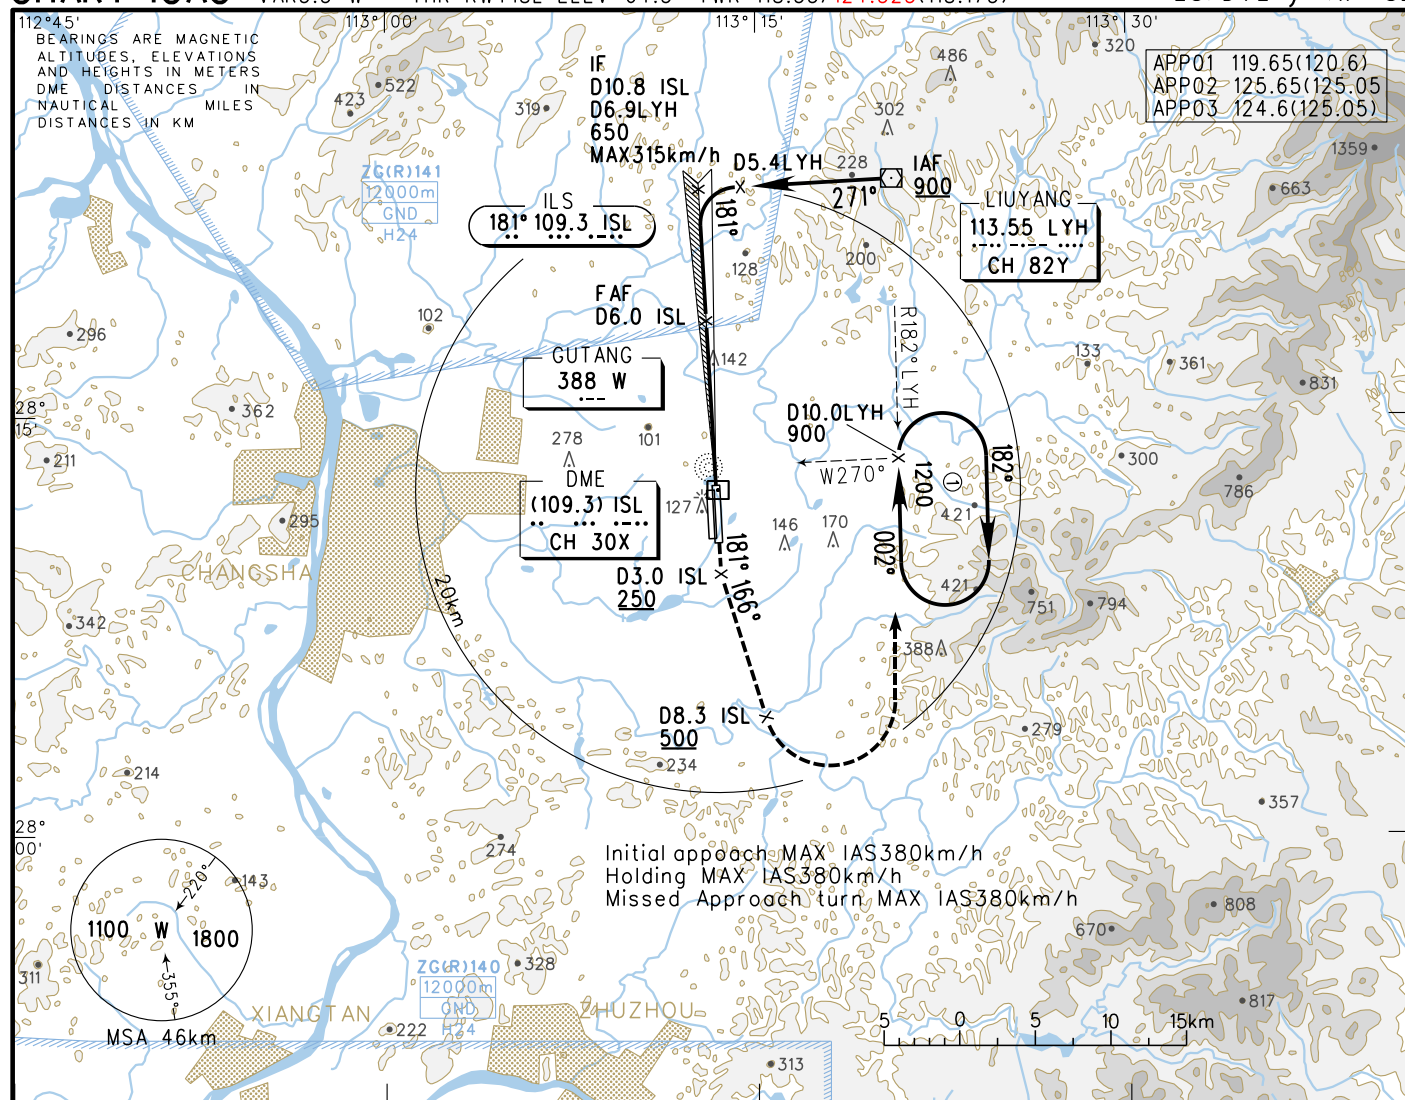 112°45'
113°00'
113°15'
113°30'
BEARINGS ARE MAGNETIC
ALTITUDES, ELEVATIONS
AND HEIGHTS IN METERS
DME DISTANCES IN
NAUTICAL MILES
DISTANCES IN KM
APP01 119.65(120.6)
APP02 125.65(125.05
APP03 124.6(125.05)
IF
D10.8 ISL
D6.9LYH
650
MAX315km/h
D5.4LYH
271°
IAF
900
181°
ZG(R)141
12000m
GND
H24
ILS
181° 109.3 ISL
LIUYANG
113.55 LYH
CH 82Y
FAF
D6.0 ISL
GUTANG
388 W
R182° LYH
D10.0LYH
900
W270°
1200
①
182°
002°
DME
(109.3) ISL
CH 30X
D3.0 ISL
250
181°
166°
D8.3 ISL
500
20km
CHANGSHA
28°
15'
28°
00'
Initial appoach MAX IAS380km/h
Holding MAX IAS380km/h
Missed Approach turn MAX IAS380km/h
220°
1100 W 1800
355°
MSA 46km
ZG(R)140
12000m
GND
H24
XIANGTAN
ZHUZHOU
5 0 5 10 15km
320
486
522
423
319
302
228
1359
663
200
128
102
296
142
133
361
831
362
278
101
211
300
786
295
127
146
170
421
421
751
794
342
388
279
234
214
274
357
143
808
670
311
328
817
222
313